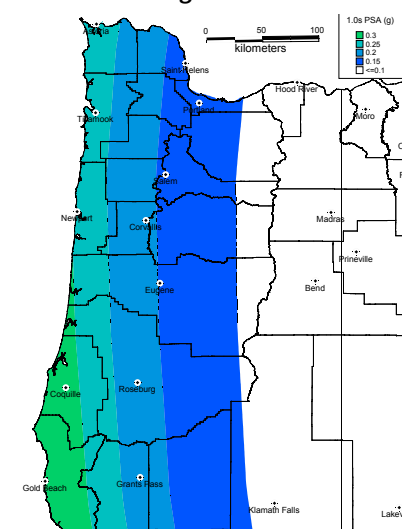 1.0s PSA (g)
0.3
0.25
0.2
0.15
<=0.1
0 50 100
kilometers
Astoria
Saint Helens
Hood River
Portland
Moro
Tillamook
Salem
Newport
Corvallis
Madras
Prineville
Eugene
Bend
Coquille
Roseburg
Gold Beach
Grants Pass
Klamath Falls